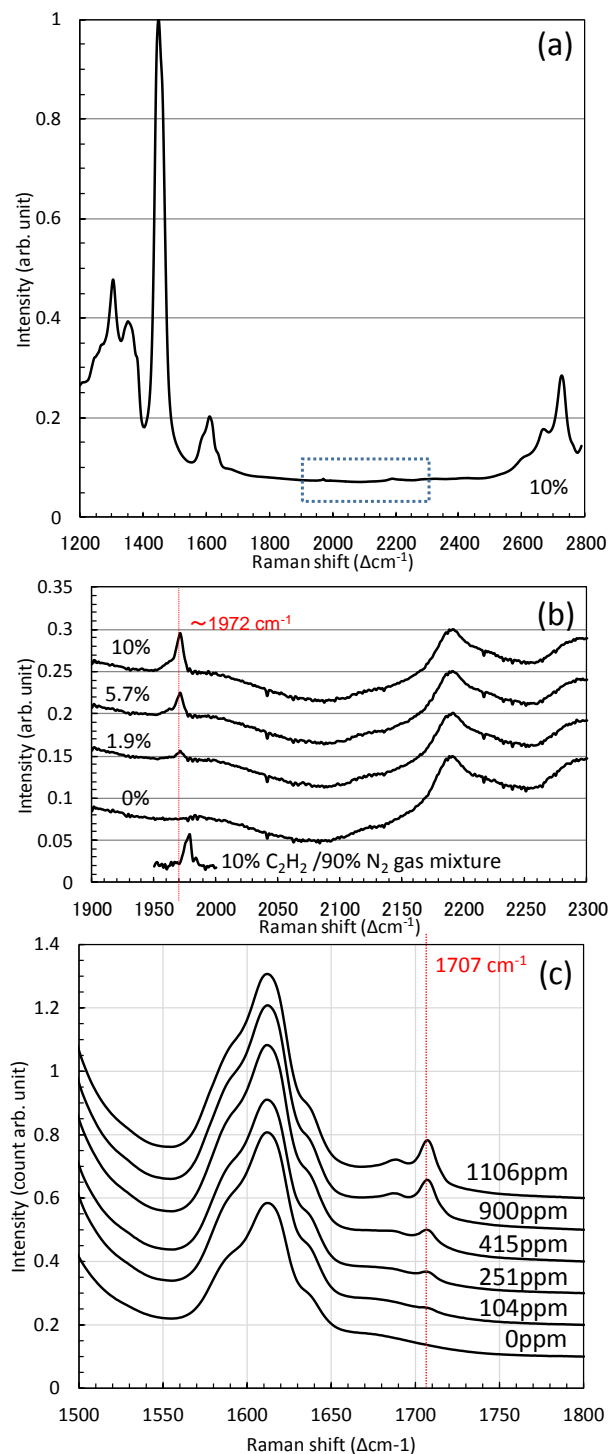 (a)
Intensity (arb. unit)
1
0.8
0.6
0.4
0.2
0
10%
1200 1400 1600 1800 2000 2200 2400 2600 2800
Raman shift (Δcm⁻¹)
(b)
Intensity (arb. unit)
0.35
0.3
0.25
0.2
0.15
0.1
0.05
0
~1972 cm⁻¹
10%
5.7%
1.9%
0%
10% C₂H₂ /90% N₂ gas mixture
1900 1950 2000 2050 2100 2150 2200 2250 2300
Raman shift (Δcm⁻¹)
(c)
Intensity (count arb. unit)
1.4
1.2
1
0.8
0.6
0.4
0.2
0
1707 cm⁻¹
1106ppm
900ppm
415ppm
251ppm
104ppm
0ppm
1500 1550 1600 1650 1700 1750 1800
Raman shift (Δcm-1)